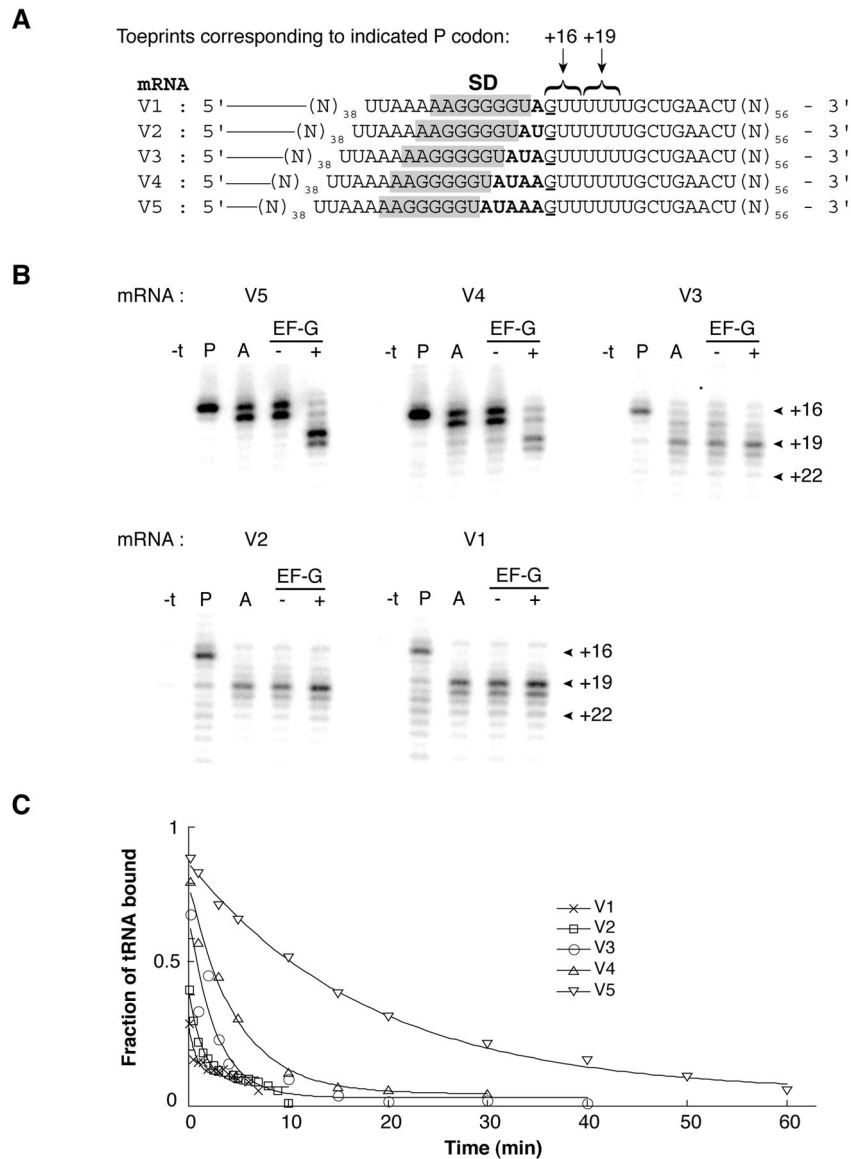 A
Toeprints corresponding to indicated P codon: +16 +19
mRNA SD
V1 : 5' (N)38 UUAAAAAGGGGGUAGUUUUUUGCUGAACU(N)56 - 3'
V2 : 5' (N)38 UUAAAAAGGGGGUAUGUUUUUUGCUGAACU(N)56 - 3'
V3 : 5' (N)38 UUAAAAAGGGGGUAUAGUUUUUUGCUGAACU(N)56 - 3'
V4 : 5' (N)38 UUAAAAAGGGGGUAUAAGUUUUUUGCUGAACU(N)56 - 3'
V5 : 5' (N)38 UUAAAAAGGGGGUAUAAAGUUUUUUGCUGAACU(N)56 - 3'
B
mRNA : V5 V4 V3
EF-G EF-G EF-G
-t P A - + -t P A - + -t P A - +
+16
+19
+22
mRNA : V2 V1
EF-G EF-G
-t P A - + -t P A - +
+16
+19
+22
C
Fraction of tRNA bound
1
0.5
0
V1
V2
V3
V4
V5
0 10 20 30 40 50 60
Time (min)